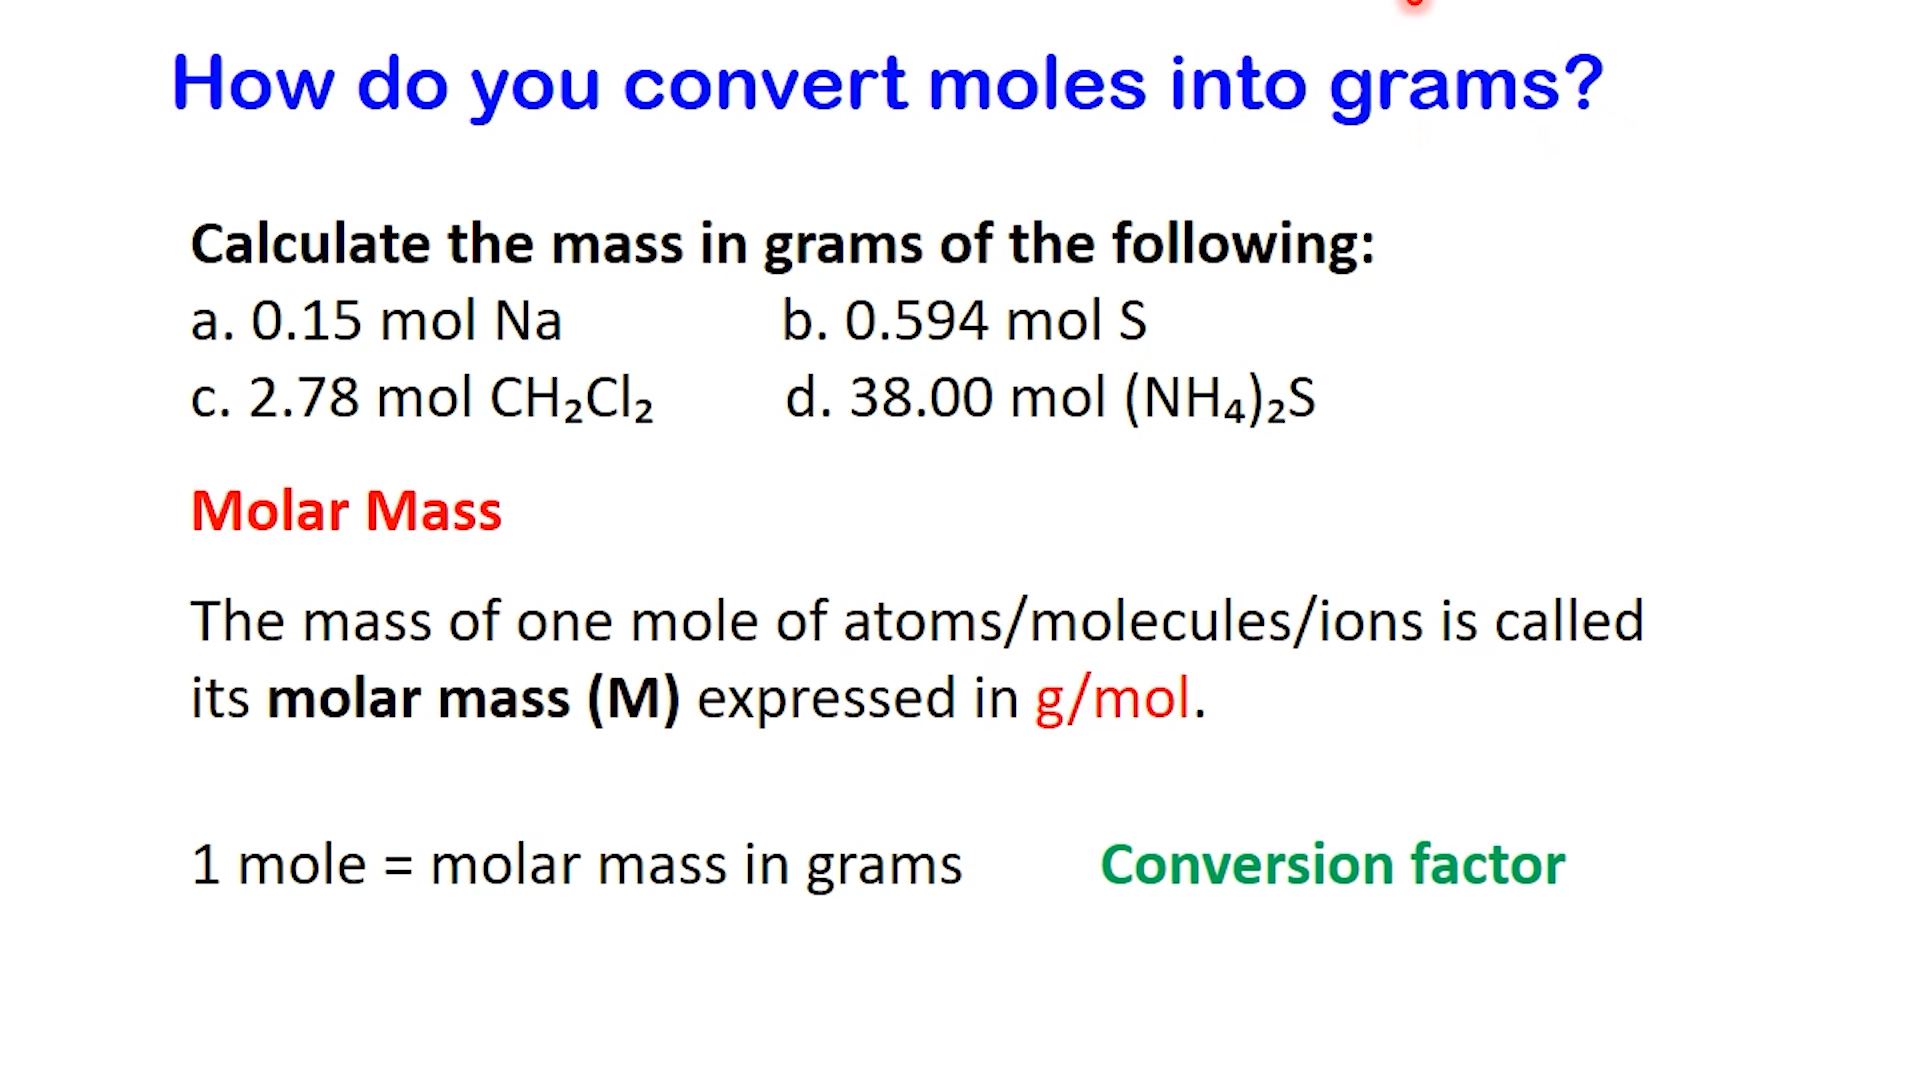 How do you convert moles into grams?
Calculate the mass in grams of the following:
a. 0.15 mol Na b. 0.594 mol S
c. 2.78 mol CH₂Cl₂ d. 38.00 mol (NH₄)₂S
Molar Mass
The mass of one mole of atoms/molecules/ions is called
its molar mass (M) expressed in g/mol.
1 mole = molar mass in grams Conversion factor